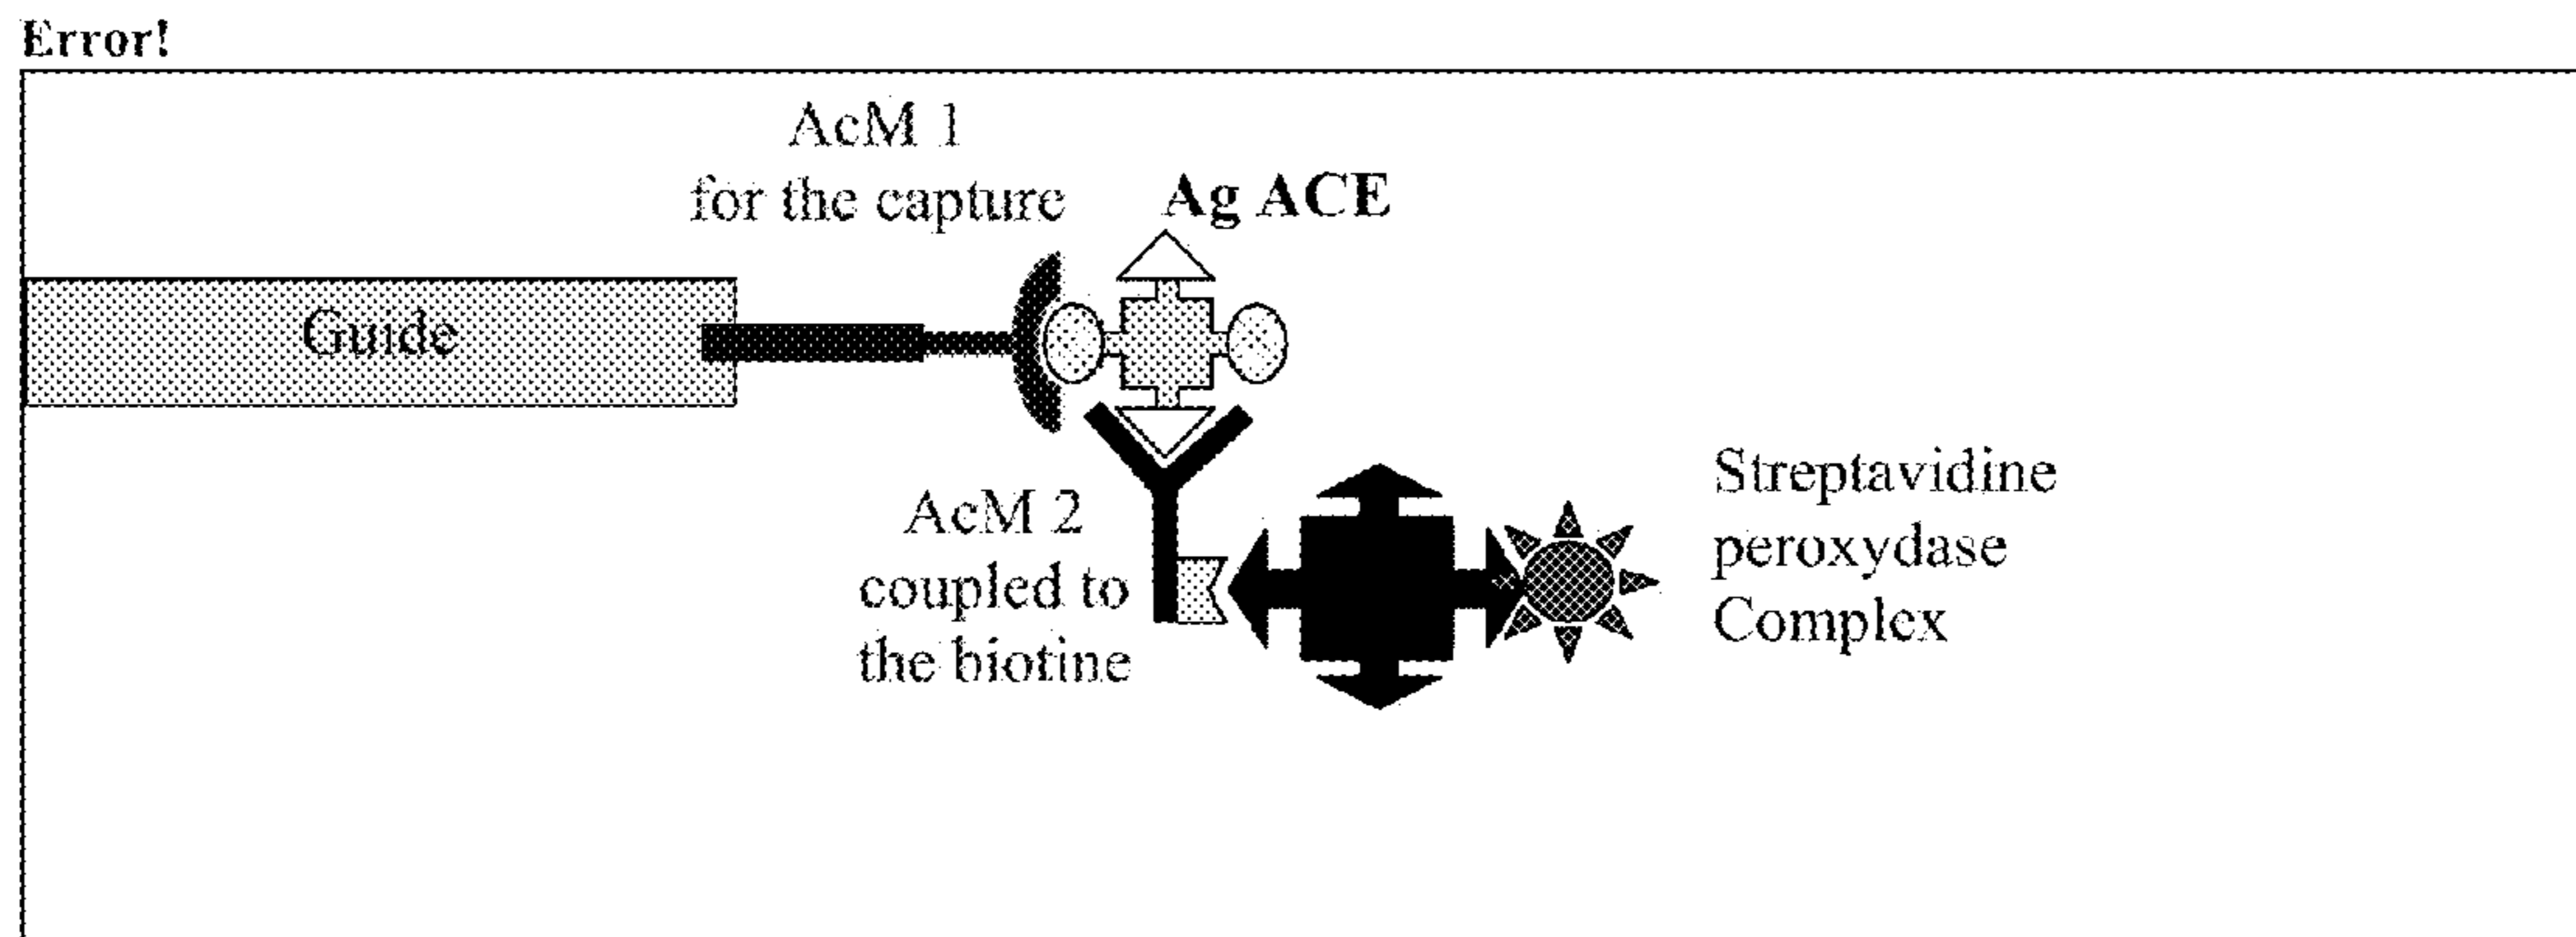 Error!
AcM 1
for the capture
Ag ACE
Guide
AcM 2
coupled to
the biotine
Streptavidine
peroxydase
Complex